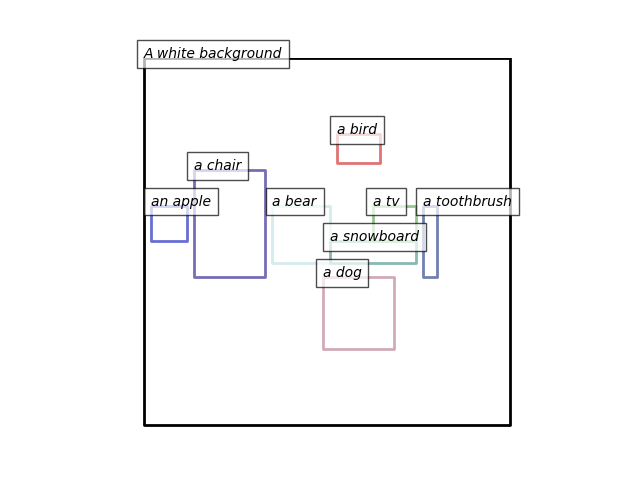 A white background
a bird
a chair
an apple
a bear
a tv
a toothbrush
a snowboard
a dog